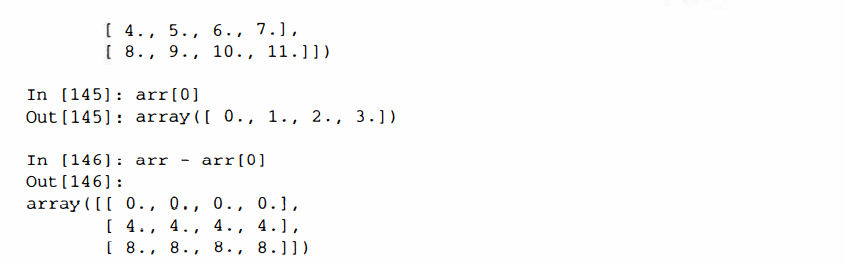 [ 4., 5., 6., 7.],
[ 8., 9., 10., 11.]])
In [145]: arr[0]
Out[145]: array([ 0., 1., 2., 3.])
In [146]: arr - arr[0]
Out[146]:
array([[ 0., 0., 0., 0.],
[ 4., 4., 4., 4.],
[ 8., 8., 8., 8.]])